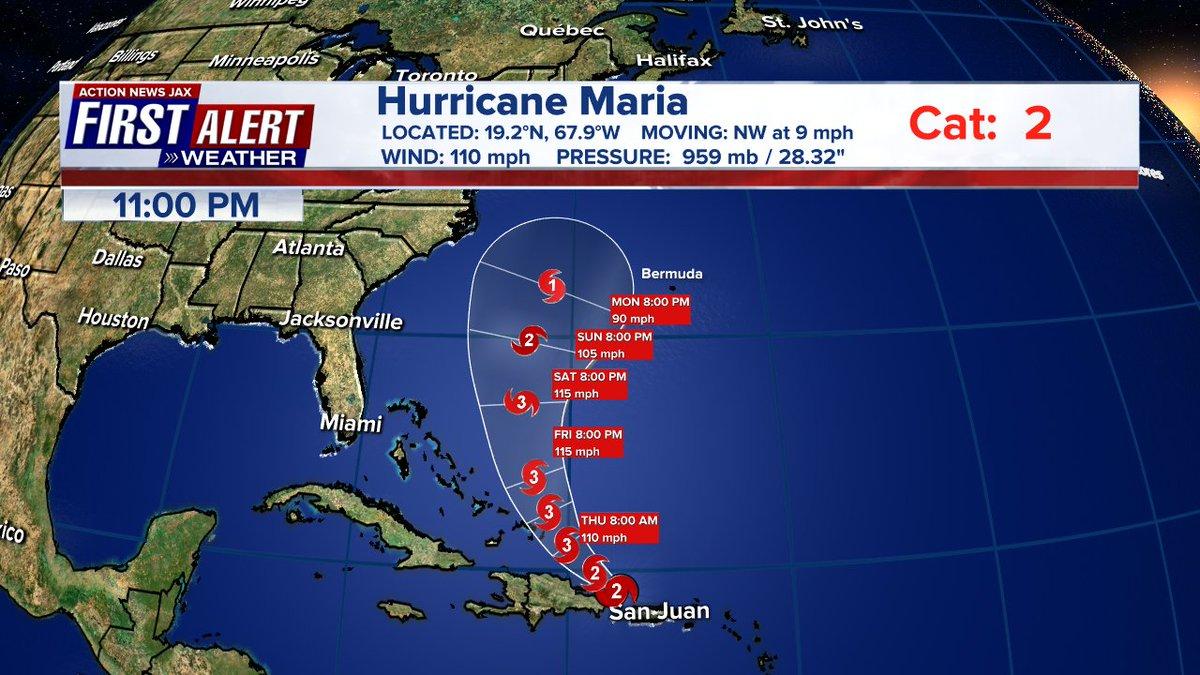 Winnipeg
Québec
St. John's
Vancouver
Billings
Minneapolis
Halifax
Toronto
ACTION NEWS JAX
FIRST ALERT
WEATHER
Hurricane Maria
LOCATED: 19.2°N, 67.9°W MOVING: NW at 9 mph
WIND: 110 mph PRESSURE: 959 mb / 28.32"
Cat: 2
11:00 PM
Atlanta
Dallas
Paso
Bermuda
1
MON 8:00 PM
90 mph
Houston
Jacksonville
2
SUN 8:00 PM
105 mph
SAT 8:00 PM
115 mph
3
Miami
FRI 8:00 PM
115 mph
3
3
THU 8:00 AM
110 mph
3
ico
2
2
San Juan